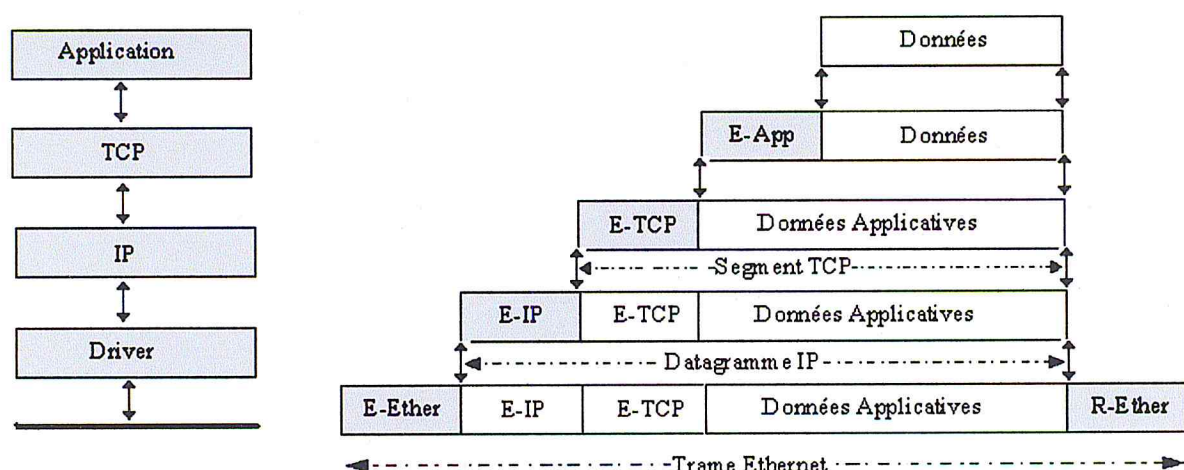 Application
TCP
IP
Driver
Données
E-App Données
E-TCP Données Applicatives
Segment TCP
E-IP E-TCP Données Applicatives
Datagramme IP
E-Ether E-IP E-TCP Données Applicatives R-Ether
Trame Ethernet